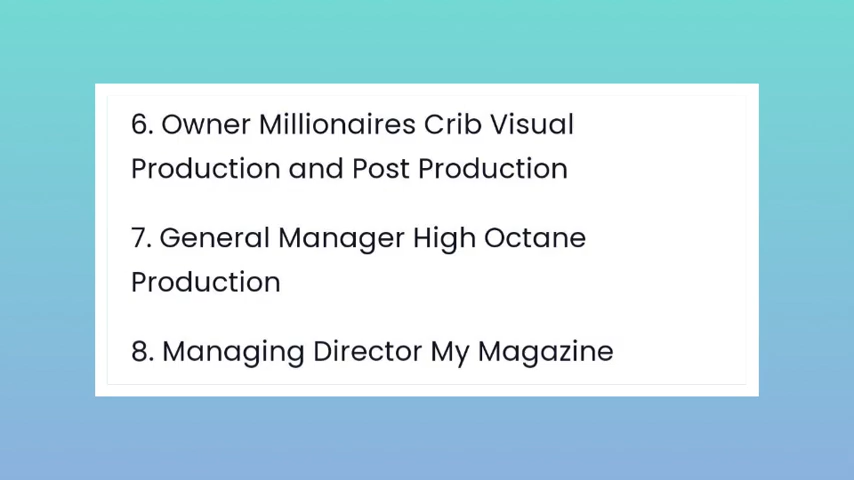 6. Owner Millionaires Crib Visual
Production and Post Production
7. General Manager High Octane
Production
8. Managing Director My Magazine